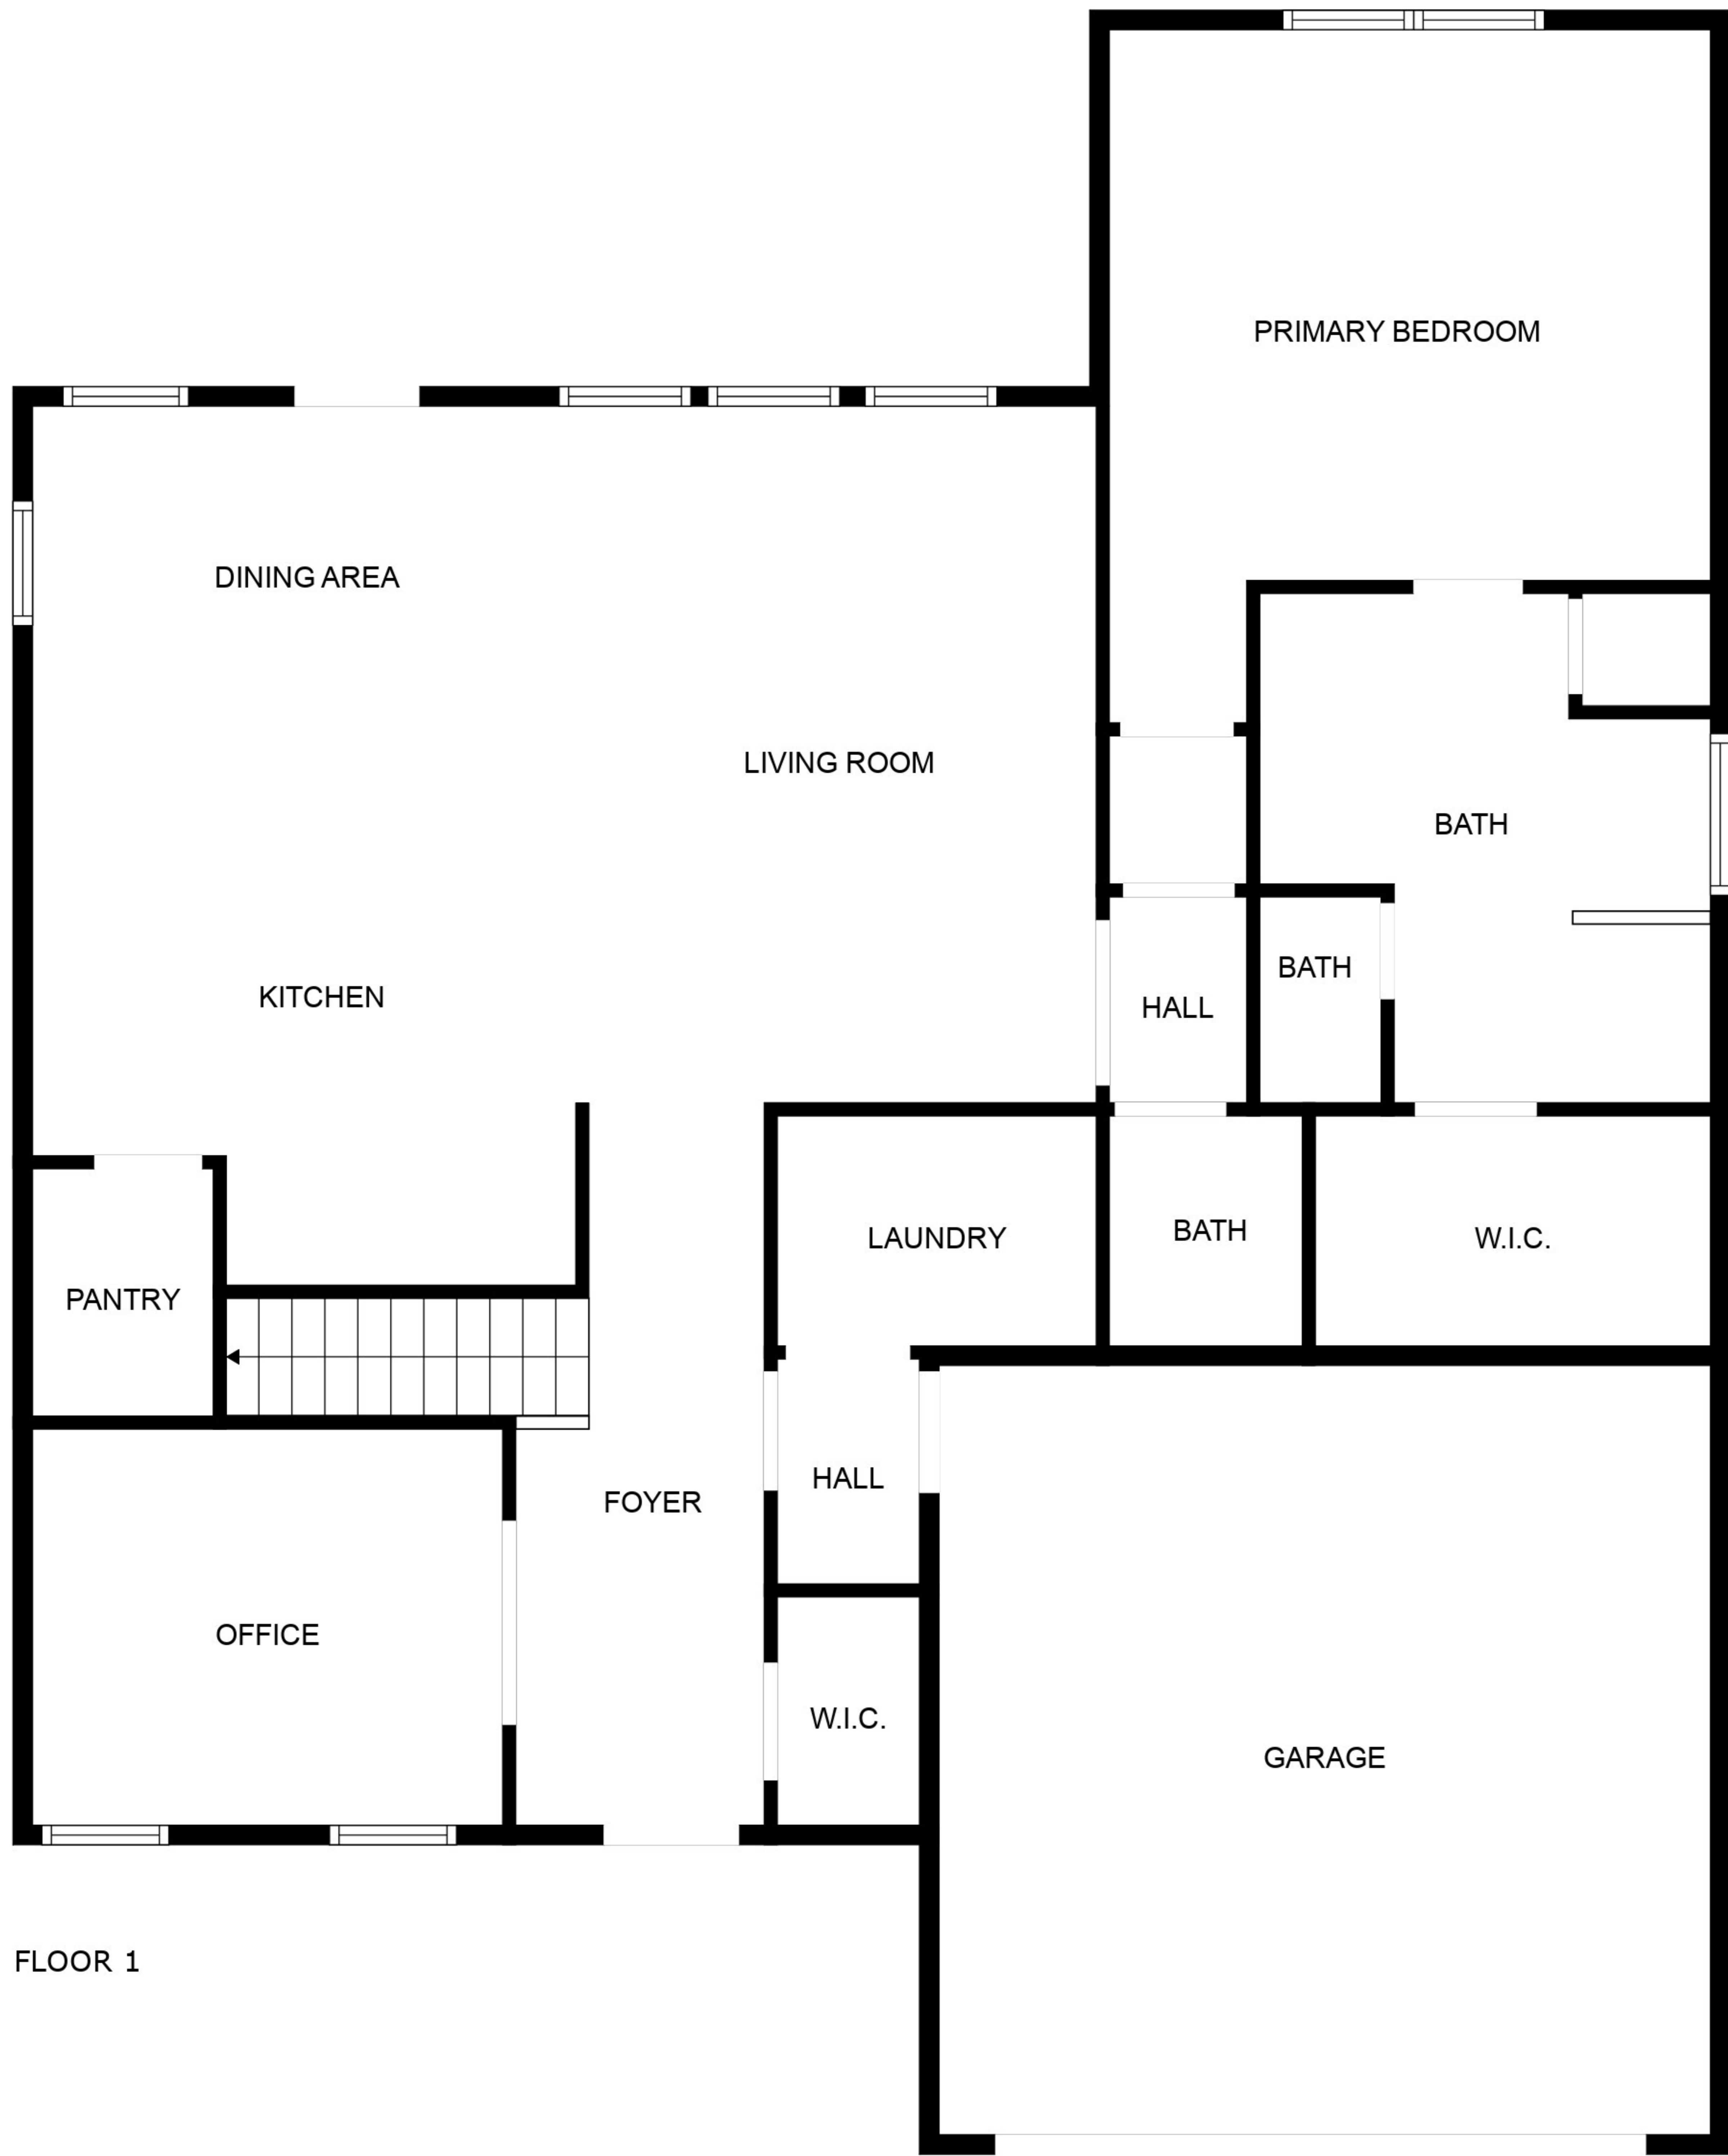 PRIMARY BEDROOM
DINING AREA
LIVING ROOM
BATH
BATH
KITCHEN
HALL
LAUNDRY
BATH
W.I.C.
PANTRY
HALL
FOYER
OFFICE
W.I.C.
GARAGE
FLOOR 1